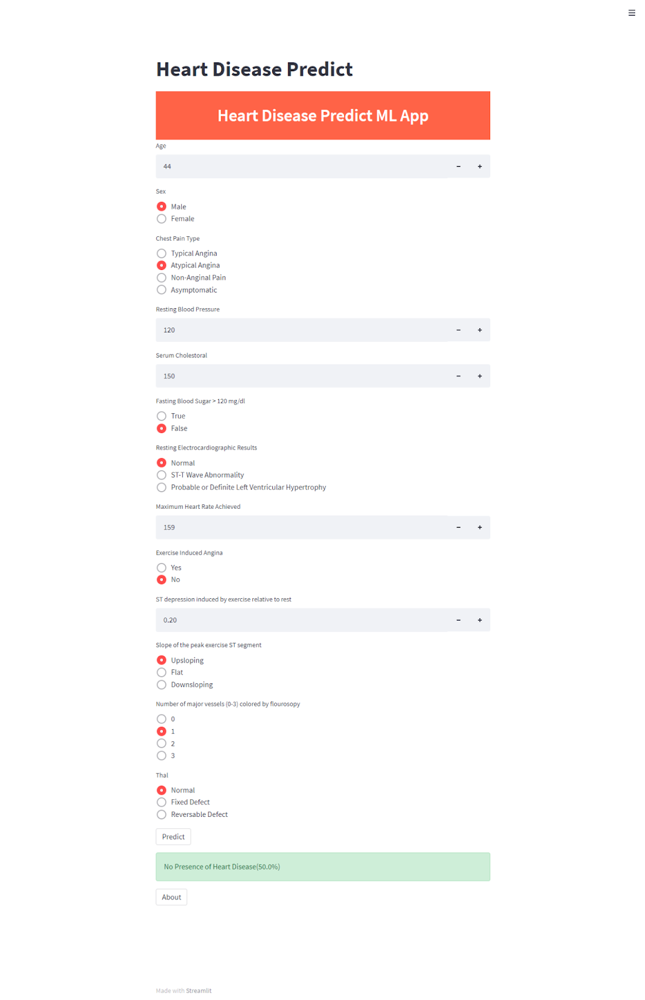 Heart Disease Predict
Heart Disease Predict ML App
Age
44
Sex
Male
Female
Chest Pain Type
Typical Angina
Atypical Angina
Non-Anginal Pain
Asymptomatic
Resting Blood Pressure
120
Serum Cholestoral
150
Fasting Blood Sugar > 120 mg/dl
True
False
Resting Electrocardiographic Results
Normal
ST-T Wave Abnormality
Probable or Definite Left Ventricular Hypertrophy
Maximum Heart Rate Achieved
159
Exercise Induced Angina
Yes
No
ST depression induced by exercise relative to rest
0.20
Slope of the peak exercise ST segment
Upsloping
Flat
Downsloping
Number of major vessels (0-3) colored by flourosopy
0
1
2
3
Thal
Normal
Fixed Defect
Reversable Defect
Predict
No Presence of Heart Disease(50.0%)
About
Made with Streamlit